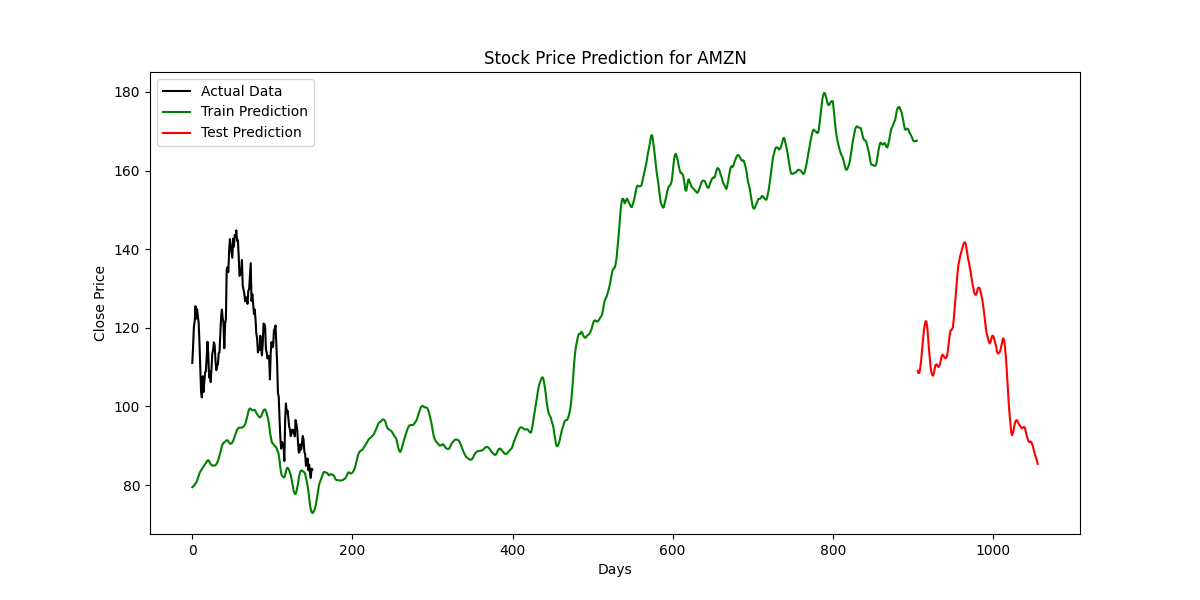 Stock Price Prediction for AMZN
Actual Data
Train Prediction
Test Prediction
Close Price
180
160
140
120
100
80
0 200 400 600 800 1000
Days